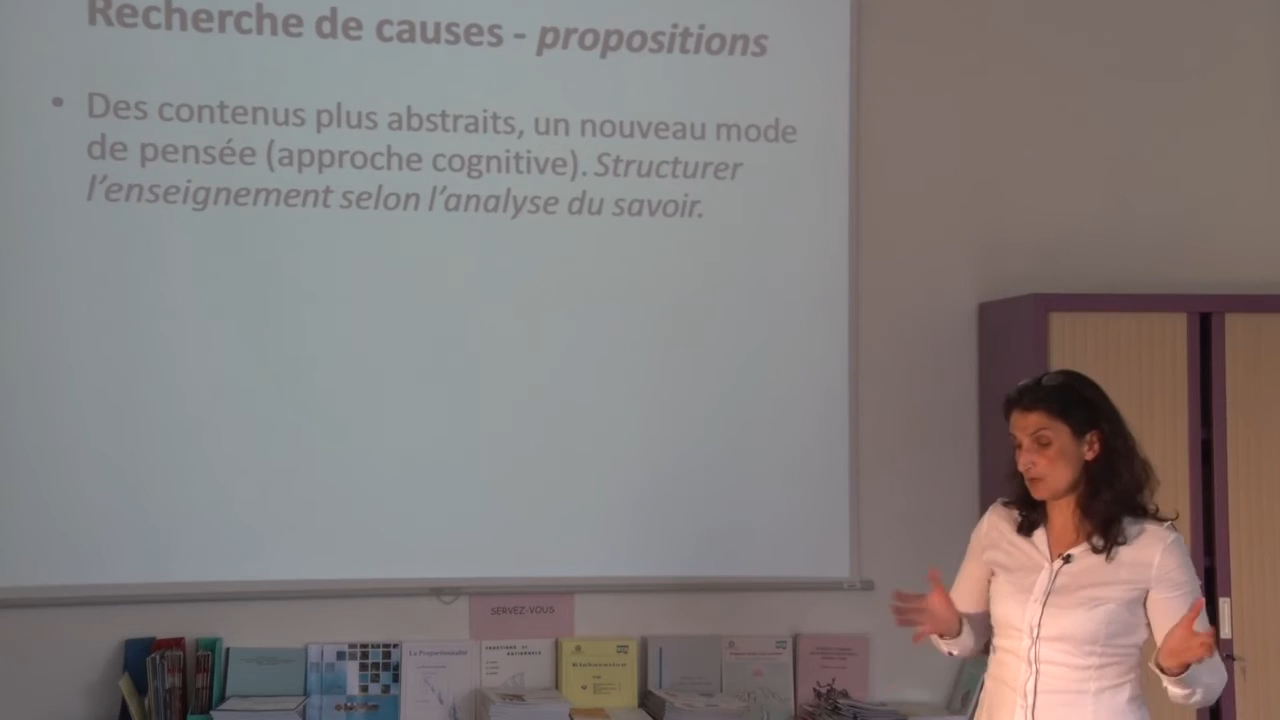 Recherche de causes - propositions
• Des contenus plus abstraits, un nouveau mode
de pensée (approche cognitive). Structurer
l'enseignement selon l'analyse du savoir.
SERVEZ-VOUS
La Proportionnalité
FRACTIONS ET
RATIONNELS